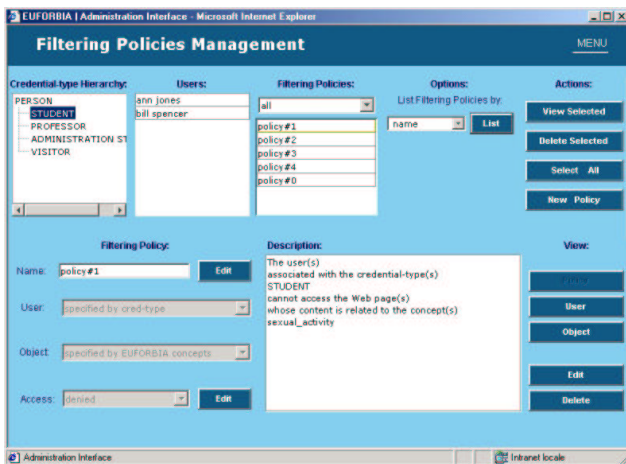 EUFORBIA | Administration Interface - Microsoft Internet Explorer
Filtering Policies Management
MENU
Credential-type Hierarchy:
PERSON
STUDENT
PROFESSOR
ADMINISTRATION ST
VISITOR
Users:
ann jones
bill spencer
Filtering Policies:
all
policy#1
policy#2
policy#3
policy#4
policy#0
Options:
List Filtering Policies by:
name
List
Actions:
View Selected
Delete Selected
Select All
New Policy
Filtering Policy:
Name: policy#1 Edit
User: specified by cred-type
Object: specified by EUFORBIA concepts
Access: denied Edit
Description:
The user(s)
associated with the credential-type(s)
STUDENT
cannot access the Web page(s)
whose content is related to the concept(s)
sexual_activity
View:
User
Object
Edit
Delete
Administration Interface
Intranet locale